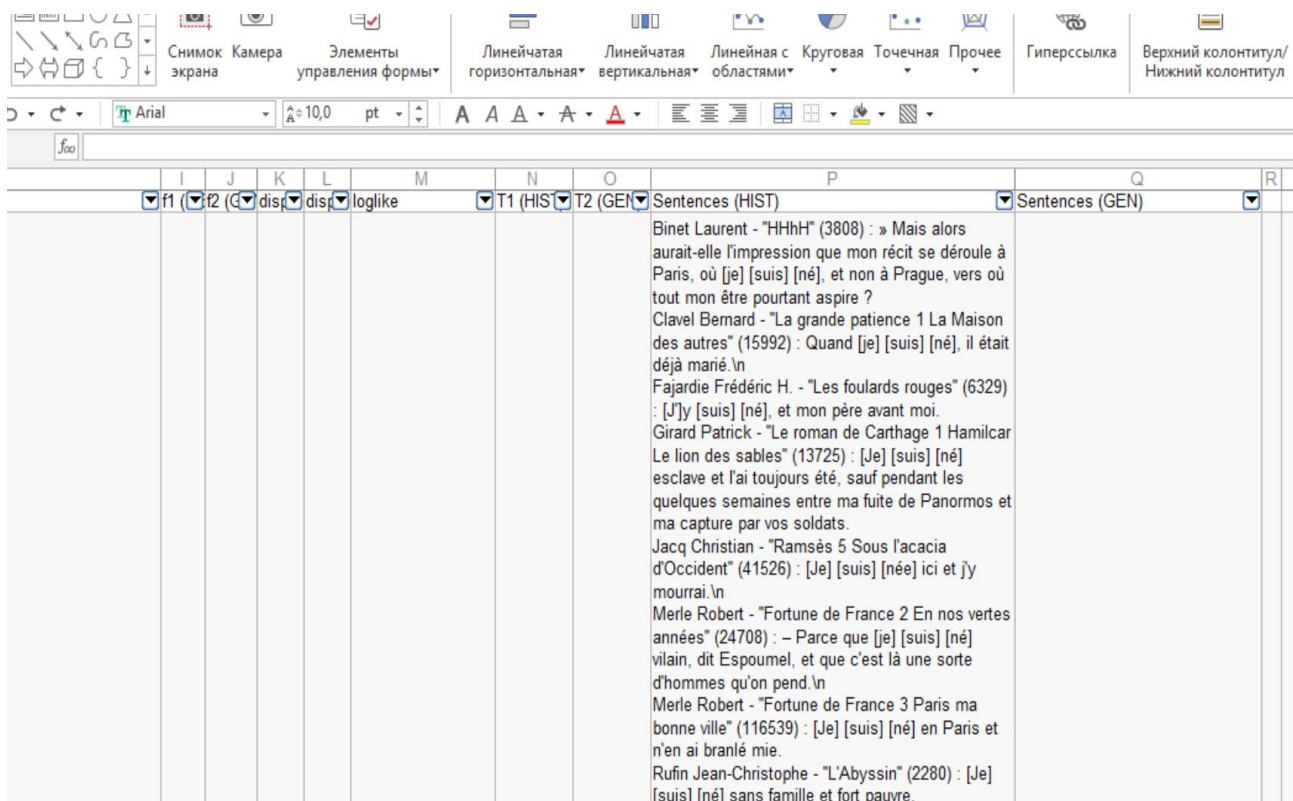 Снимок экрана
Камера
Элементы управления формы
Линейчатая горизонтальная
Линейчатая вертикальная
Линейная с областями
Круговая
Точечная
Прочее
Гиперссылка
Верхний колонтитул/
Нижний колонтитул
Arial 10,0 pt
I J K L M N O P Q R
f1 ( f2 (G disp disp loglike T1 (HIST T2 (GEN Sentences (HIST) Sentences (GEN)
Binet Laurent - "HHhH" (3808) : » Mais alors
aurait-elle l'impression que mon récit se déroule à
Paris, où [je] [suis] [né], et non à Prague, vers où
tout mon être pourtant aspire ?
Clavel Bernard - "La grande patience 1 La Maison
des autres" (15992) : Quand [je] [suis] [né], il était
déjà marié.\n
Fajardie Frédéric H. - "Les foulards rouges" (6329)
: [J']y [suis] [né], et mon père avant moi.
Girard Patrick - "Le roman de Carthage 1 Hamilcar
Le lion des sables" (13725) : [Je] [suis] [né]
esclave et l'ai toujours été, sauf pendant les
quelques semaines entre ma fuite de Panormos et
ma capture par vos soldats.
Jacq Christian - "Ramsès 5 Sous l'acacia
d'Occident" (41526) : [Je] [suis] [née] ici et j'y
mourrai.\n
Merle Robert - "Fortune de France 2 En nos vertes
années" (24708) : – Parce que [je] [suis] [né]
vilain, dit Espoumel, et que c'est là une sorte
d'hommes qu'on pend.\n
Merle Robert - "Fortune de France 3 Paris ma
bonne ville" (116539) : [Je] [suis] [né] en Paris et
n'en ai branlé mie.
Rufin Jean-Christophe - "L'Abyssin" (2280) : [Je]
[suis] [né] sans famille et fort pauvre.